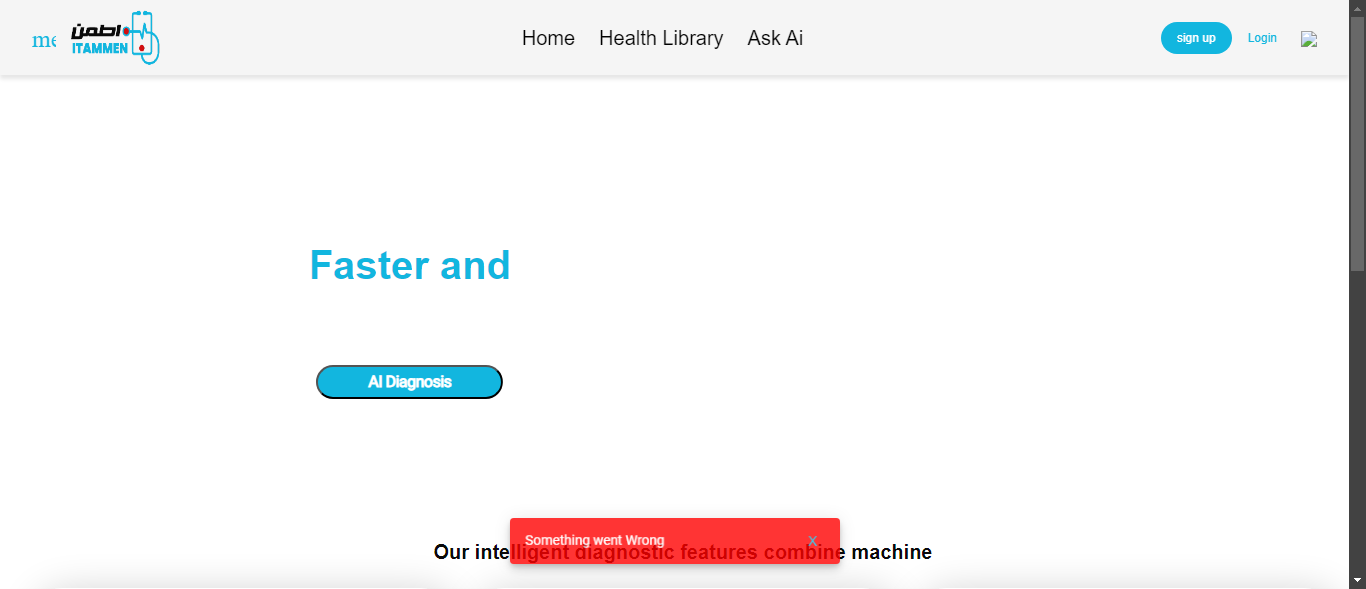 me
اطمن
ITAMMEN
Home Health Library Ask Ai
sign up Login
Faster and
AI Diagnosis
Something went Wrong x
Our intelligent diagnostic features combine machine